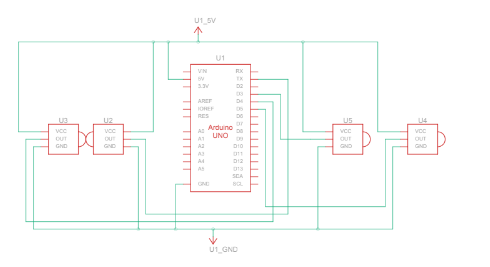 U1_5V
U1
VIN
RX
5V
TX
3.3V
D2
D3
AREF
D4
IOREF
D5
RES
D6
D7
Arduino
UNO
A0
D8
A1
D9
A2
D10
A3
D11
A4
D12
A5
D13
SDA
GND
SCL
U3
VCC
OUT
GND
U2
VCC
OUT
GND
U5
VCC
OUT
GND
U4
VCC
OUT
GND
U1_GND